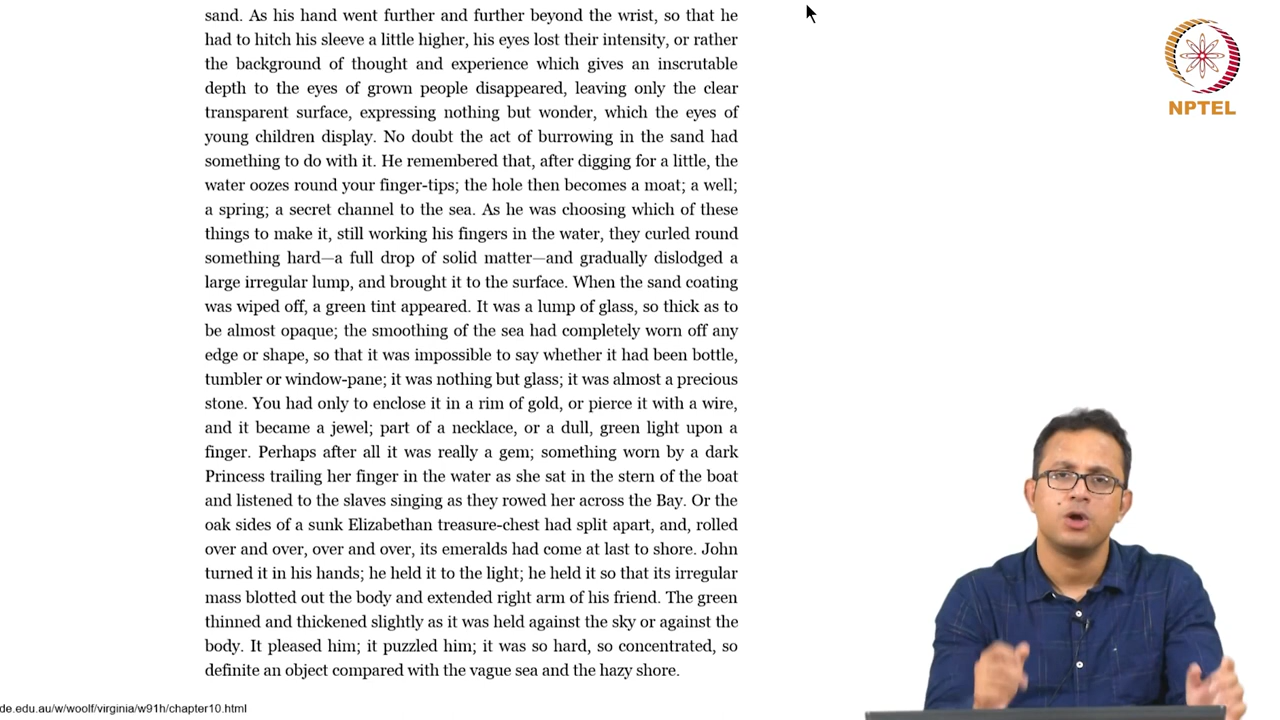 sand. As his hand went further and further beyond the wrist, so that he
had to hitch his sleeve a little higher, his eyes lost their intensity, or rather
the background of thought and experience which gives an inscrutable
depth to the eyes of grown people disappeared, leaving only the clear
transparent surface, expressing nothing but wonder, which the eyes of
young children display. No doubt the act of burrowing in the sand had
something to do with it. He remembered that, after digging for a little, the
water oozes round your finger-tips; the hole then becomes a moat; a well;
a spring; a secret channel to the sea. As he was choosing which of these
things to make it, still working his fingers in the water, they curled round
something hard—a full drop of solid matter—and gradually dislodged a
large irregular lump, and brought it to the surface. When the sand coating
was wiped off, a green tint appeared. It was a lump of glass, so thick as to
be almost opaque; the smoothing of the sea had completely worn off any
edge or shape, so that it was impossible to say whether it had been bottle,
tumbler or window-pane; it was nothing but glass; it was almost a precious
stone. You had only to enclose it in a rim of gold, or pierce it with a wire,
and it became a jewel; part of a necklace, or a dull, green light upon a
finger. Perhaps after all it was really a gem; something worn by a dark
Princess trailing her finger in the water as she sat in the stern of the boat
and listened to the slaves singing as they rowed her across the Bay. Or the
oak sides of a sunk Elizabethan treasure-chest had split apart, and, rolled
over and over, over and over, its emeralds had come at last to shore. John
turned it in his hands; he held it to the light; he held it so that its irregular
mass blotted out the body and extended right arm of his friend. The green
thinned and thickened slightly as it was held against the sky or against the
body. It pleased him; it puzzled him; it was so hard, so concentrated, so
definite an object compared with the vague sea and the hazy shore.
de.edu.au/w/woolf/virginia/w91h/chapter10.html
NPTEL